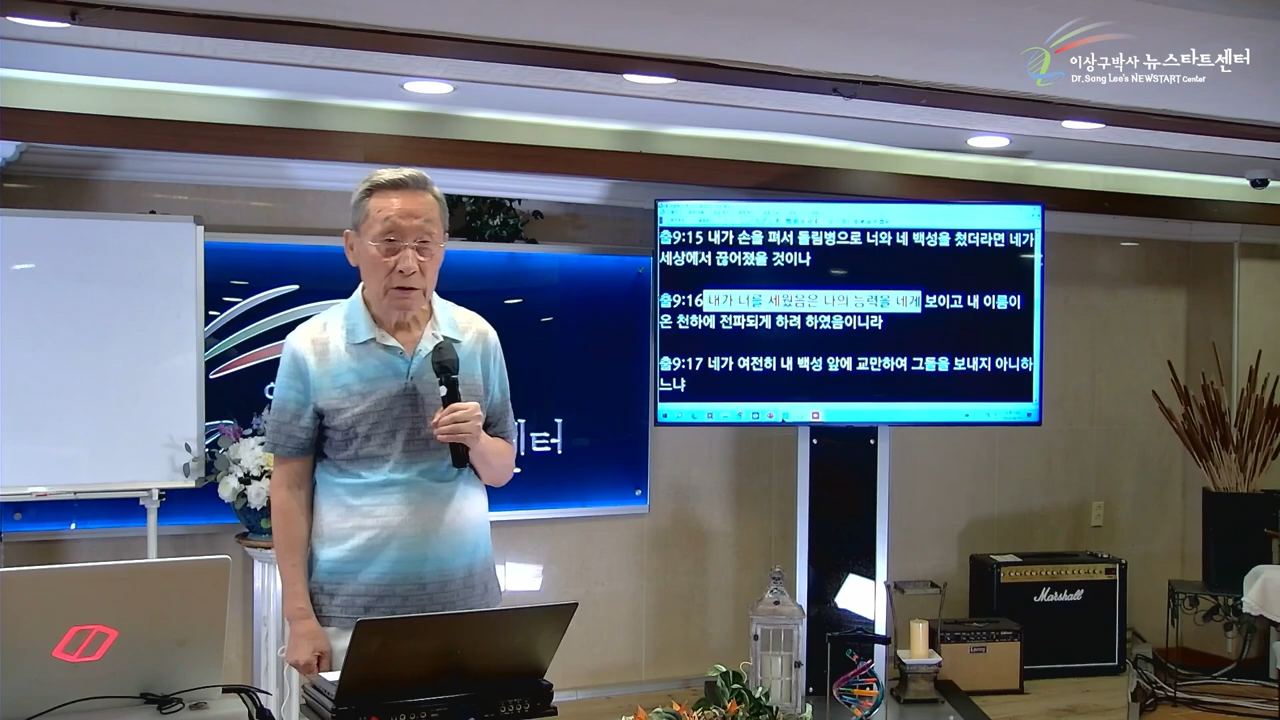 이상구박사 뉴스타트센터
Dr. Sang Lee's NEWSTART Center
출9:15 내가 손을 펴서 돌림병으로 너와 네 백성을 쳤더라면 네가
세상에서 끊어졌을 것이나
출9:16 내가 너를 세웠음은 나의 능력을 네게 보이고 내 이름이
온 천하에 전파되게 하려 하였음이니라
출9:17 네가 여전히 내 백성 앞에 교만하여 그들을 보내지 아니하
느냐
센터
Marshall
Laney